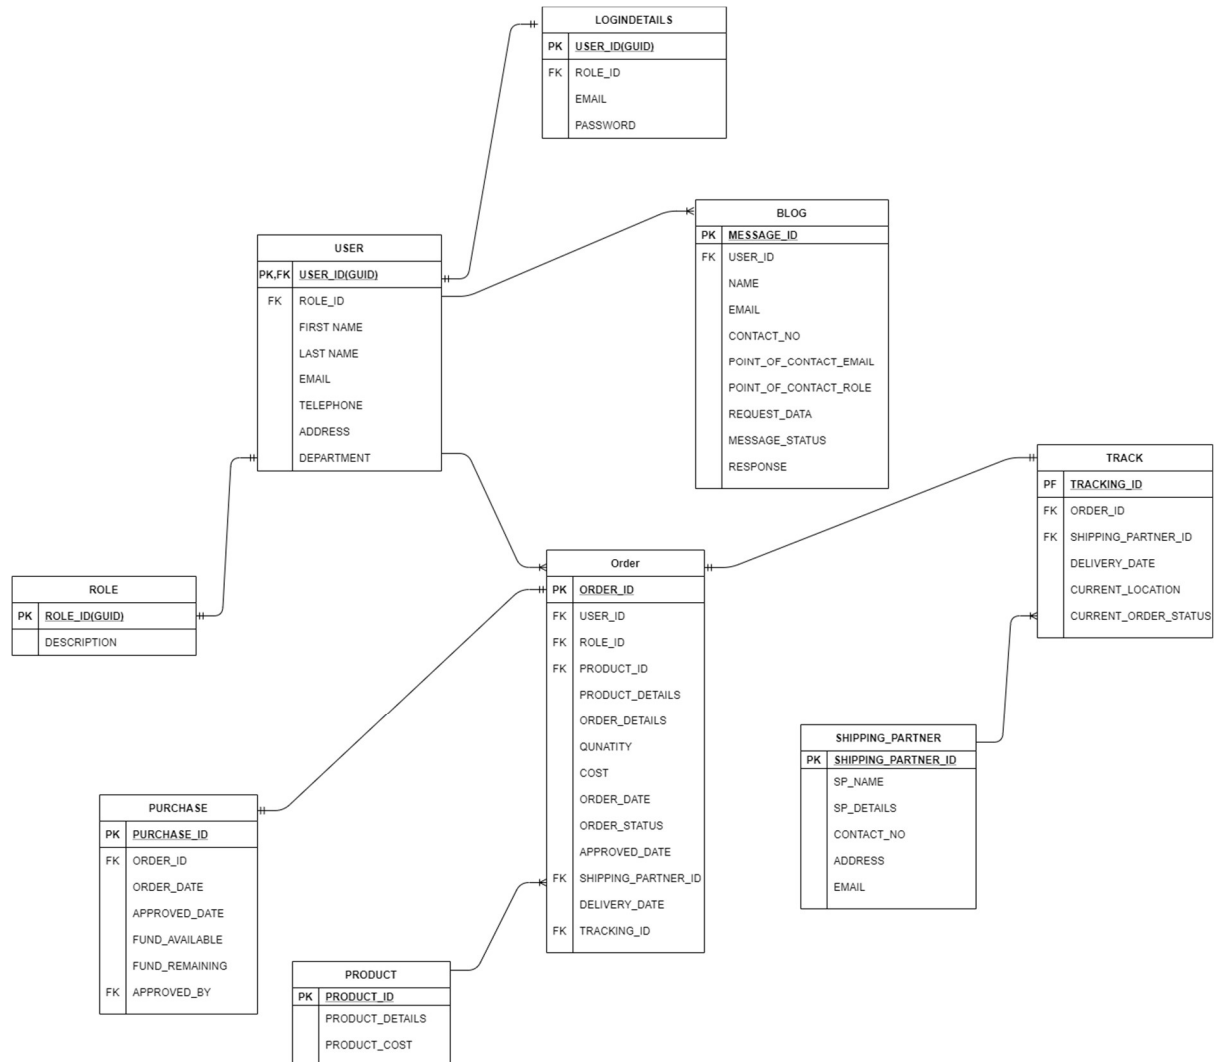 LOGINDETAILS
PK USER_ID(GUID)
FK ROLE_ID
EMAIL
PASSWORD
BLOG
PK MESSAGE_ID
FK USER_ID
NAME
EMAIL
CONTACT_NO
POINT_OF_CONTACT_EMAIL
POINT_OF_CONTACT_ROLE
REQUEST_DATA
MESSAGE_STATUS
RESPONSE
USER
PK,FK USER_ID(GUID)
FK ROLE_ID
FIRST NAME
LAST NAME
EMAIL
TELEPHONE
ADDRESS
DEPARTMENT
TRACK
PF TRACKING_ID
FK ORDER_ID
FK SHIPPING_PARTNER_ID
DELIVERY_DATE
CURRENT_LOCATION
CURRENT_ORDER_STATUS
ROLE
PK ROLE_ID(GUID)
DESCRIPTION
Order
PK ORDER_ID
FK USER_ID
FK ROLE_ID
FK PRODUCT_ID
PRODUCT_DETAILS
ORDER_DETAILS
QUNATITY
COST
ORDER_DATE
ORDER_STATUS
APPROVED_DATE
FK SHIPPING_PARTNER_ID
DELIVERY_DATE
FK TRACKING_ID
SHIPPING_PARTNER
PK SHIPPING_PARTNER_ID
SP_NAME
SP_DETAILS
CONTACT_NO
ADDRESS
EMAIL
PURCHASE
PK PURCHASE_ID
FK ORDER_ID
ORDER_DATE
APPROVED_DATE
FUND_AVAILABLE
FUND_REMAINING
FK APPROVED_BY
PRODUCT
PK PRODUCT_ID
PRODUCT_DETAILS
PRODUCT_COST